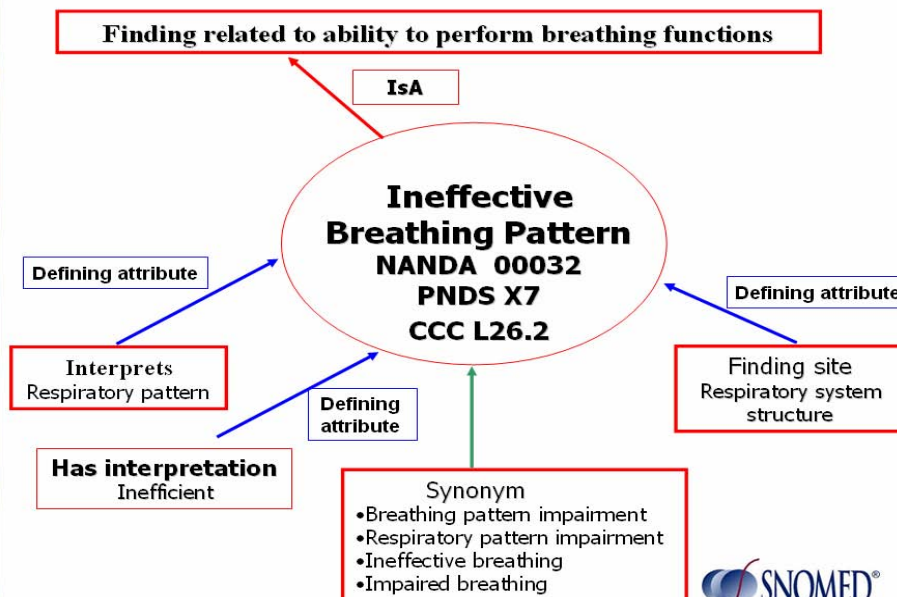 Finding related to ability to perform breathing functions
IsA
Ineffective
Breathing Pattern
NANDA 00032
PNDS X7
CCC L26.2
Defining attribute
Defining attribute
Interprets
Respiratory pattern
Finding site
Respiratory system
structure
Defining
attribute
Has interpretation
Inefficient
Synonym
•Breathing pattern impairment
•Respiratory pattern impairment
•Ineffective breathing
•Impaired breathing
SNOMED®